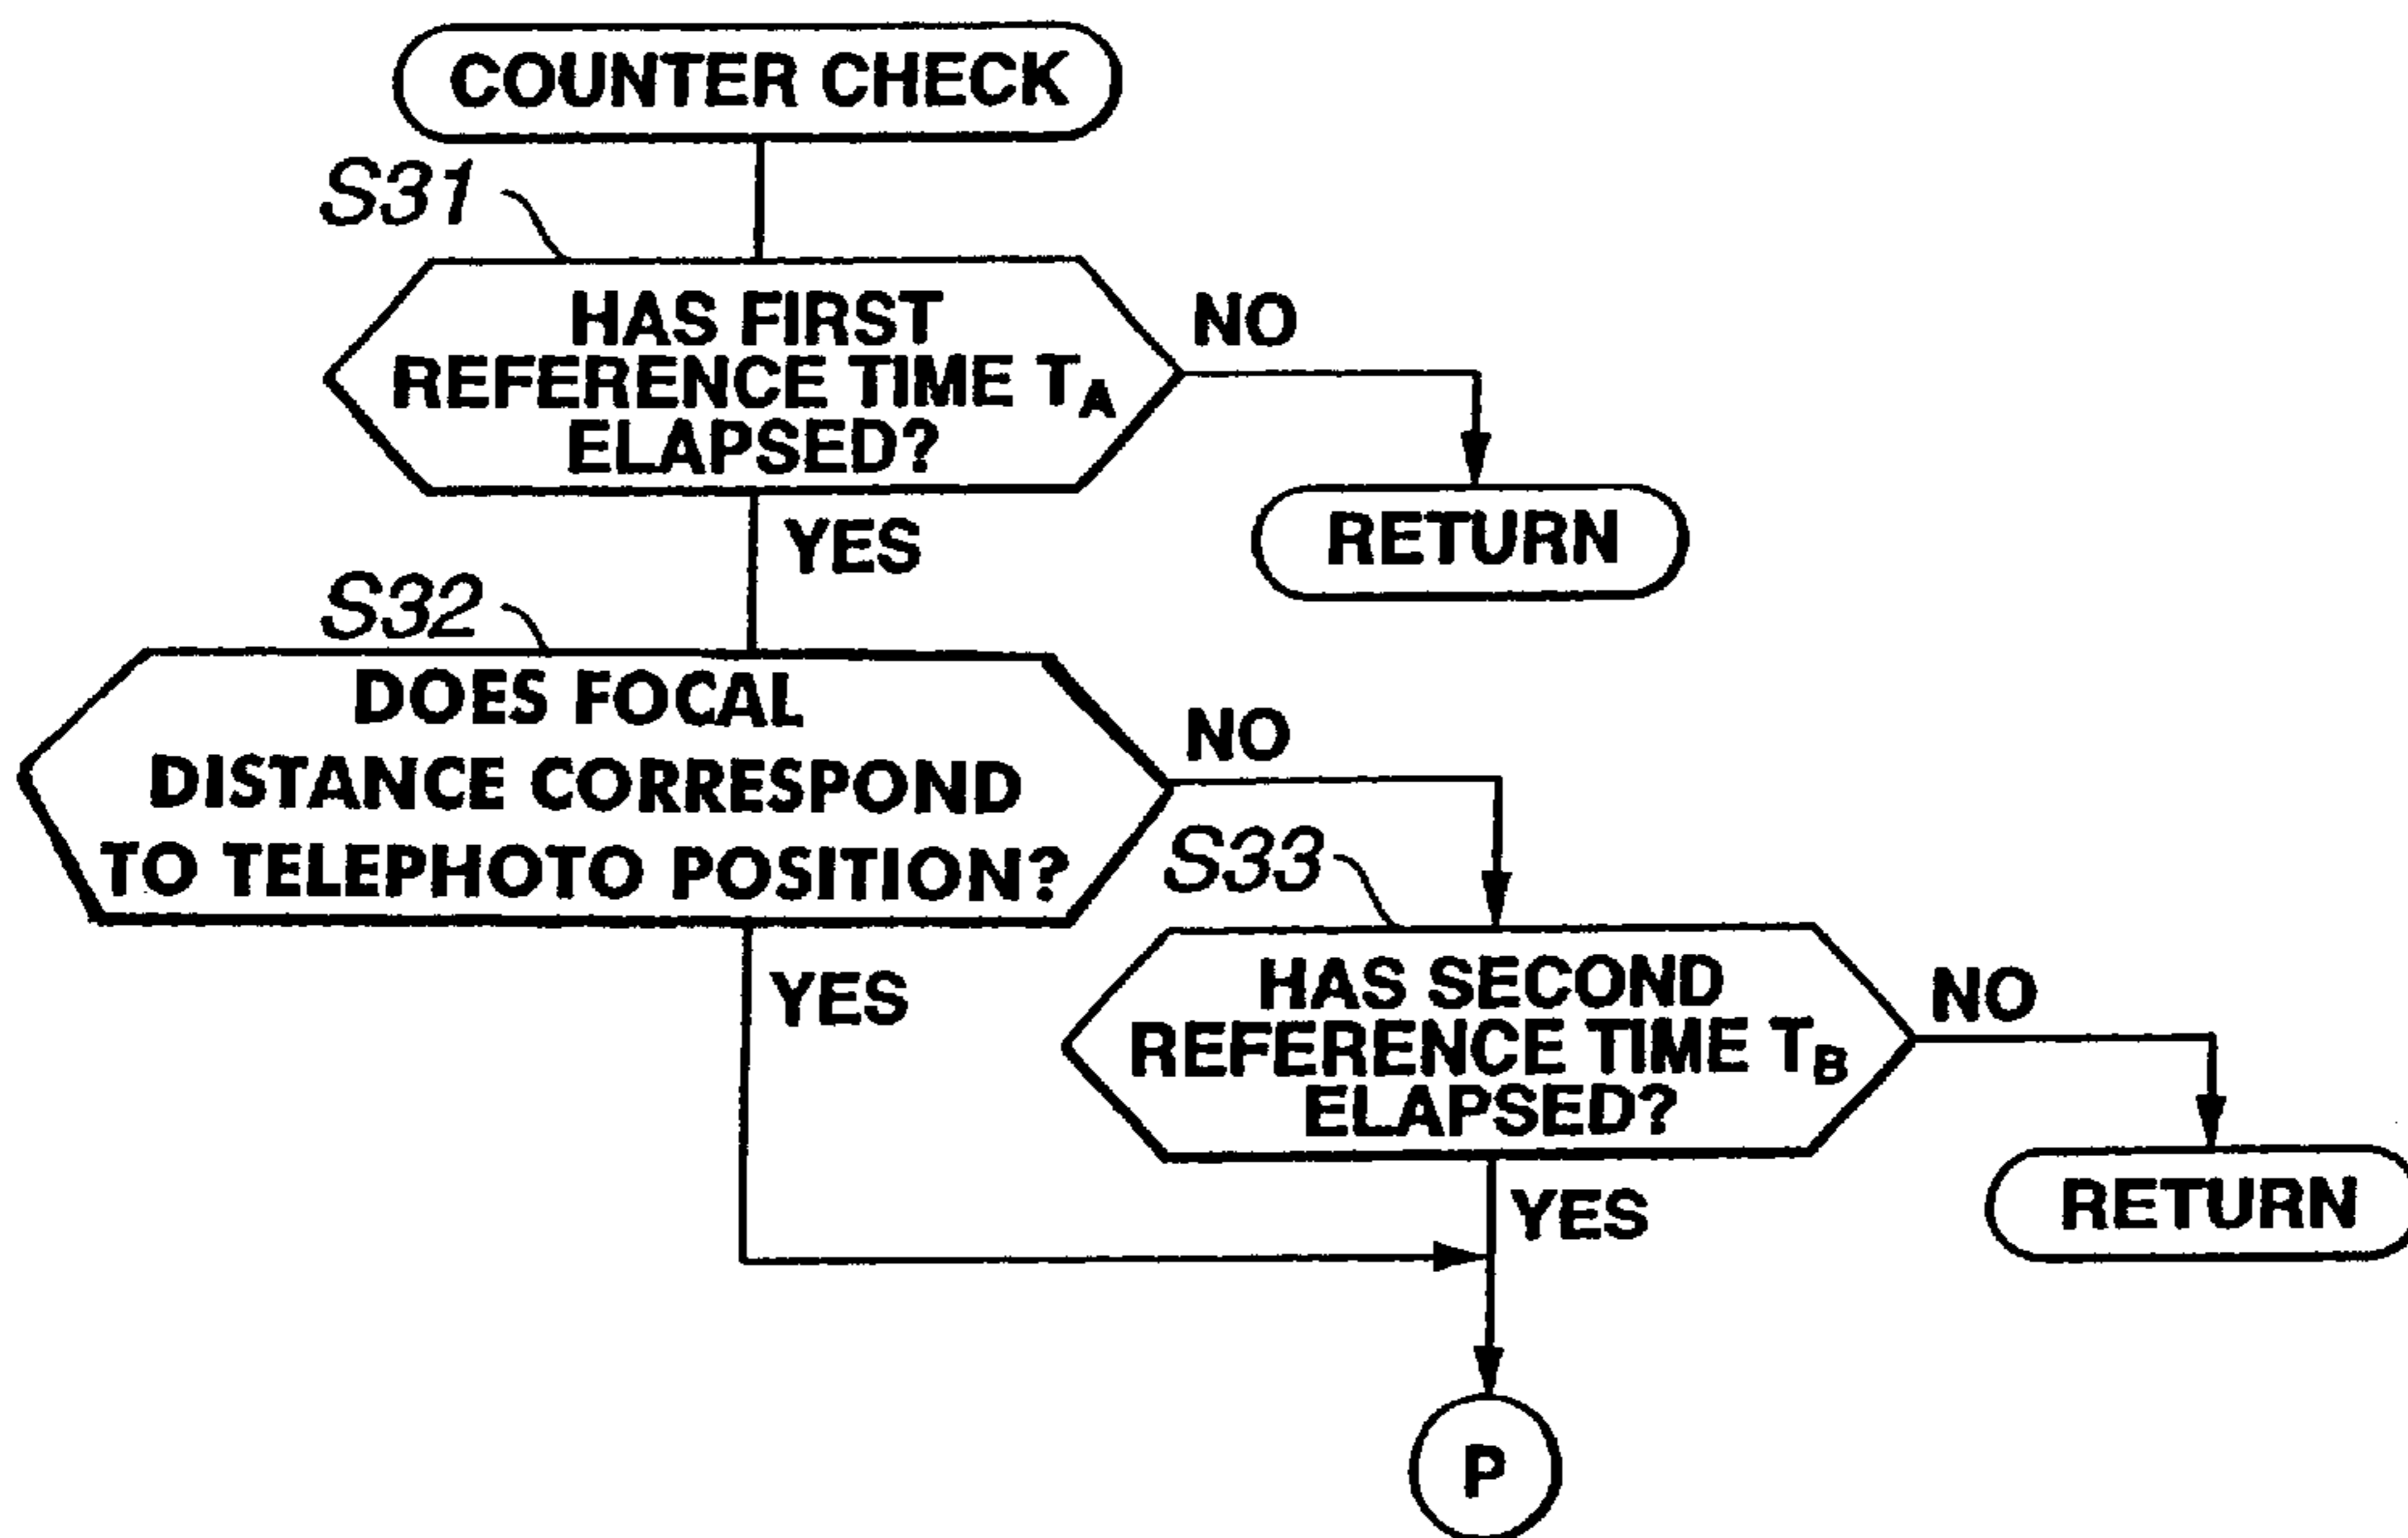 COUNTER CHECK
S31
HAS FIRST
REFERENCE TIME TA
ELAPSED?
NO
RETURN
YES
S32
DOES FOCAL
DISTANCE CORRESPOND
TO TELEPHOTO POSITION?
NO
S33
YES
HAS SECOND
REFERENCE TIME TB
ELAPSED?
NO
RETURN
YES
P